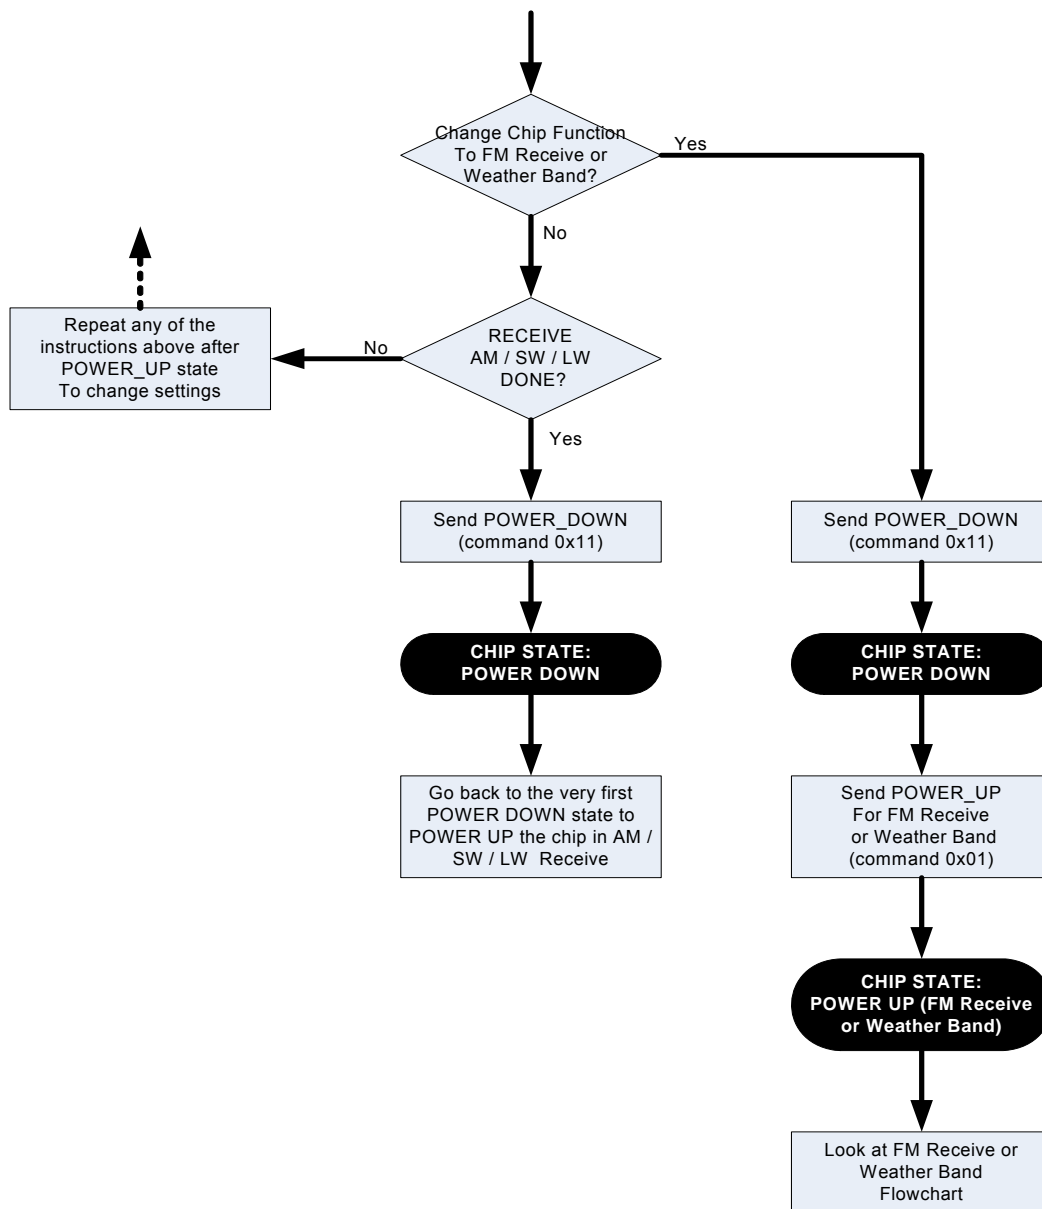 Change Chip Function
To FM Receive or
Weather Band?
Yes
No
RECEIVE
AM / SW / LW
DONE?
No
Repeat any of the
instructions above after
POWER_UP state
To change settings
Yes
Send POWER_DOWN
(command 0x11)
CHIP STATE:
POWER DOWN
Go back to the very first
POWER DOWN state to
POWER UP the chip in AM /
SW / LW  Receive
Send POWER_DOWN
(command 0x11)
CHIP STATE:
POWER DOWN
Send POWER_UP
For FM Receive
or Weather Band
(command 0x01)
CHIP STATE:
POWER UP (FM Receive
or Weather Band)
Look at FM Receive or
Weather Band
Flowchart